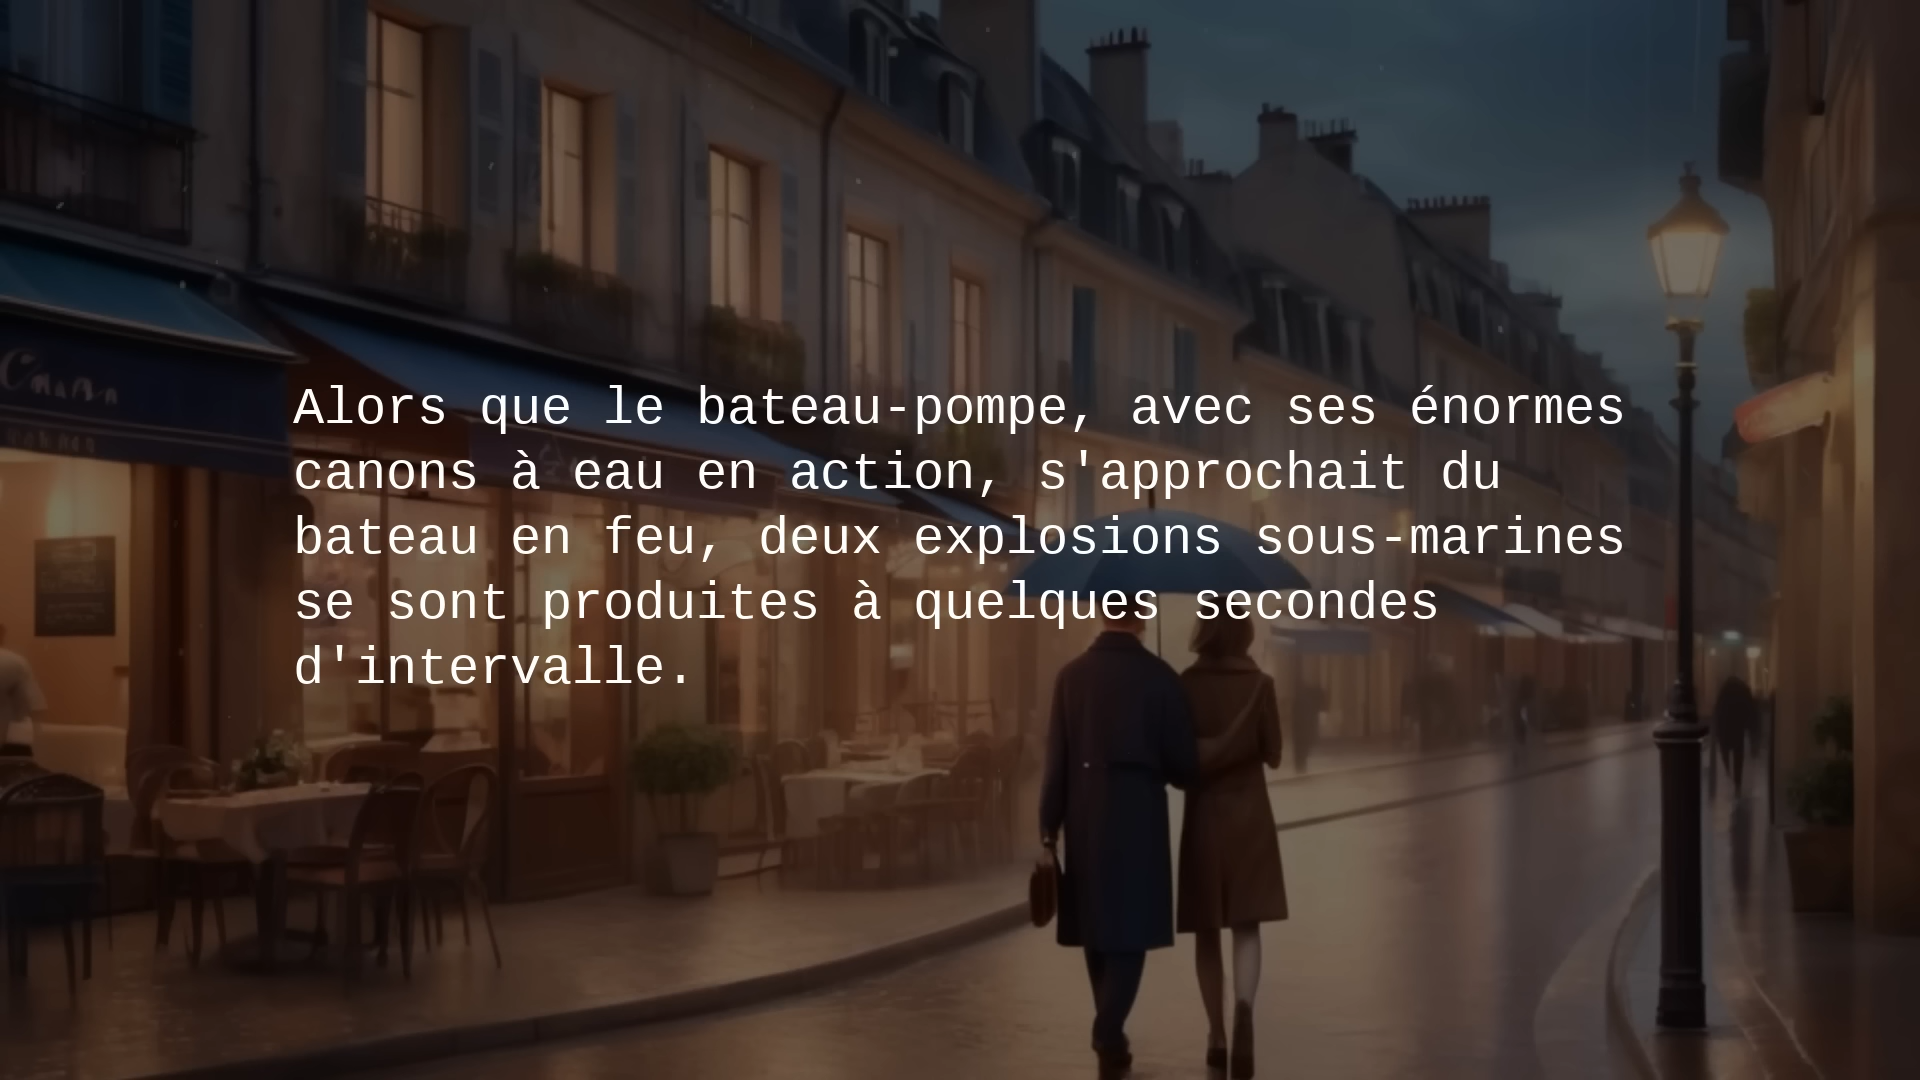 Alors que le bateau-pompe, avec ses énormes
canons à eau en action, s'approchait du
bateau en feu, deux explosions sous-marines
se sont produites à quelques secondes
d'intervalle.